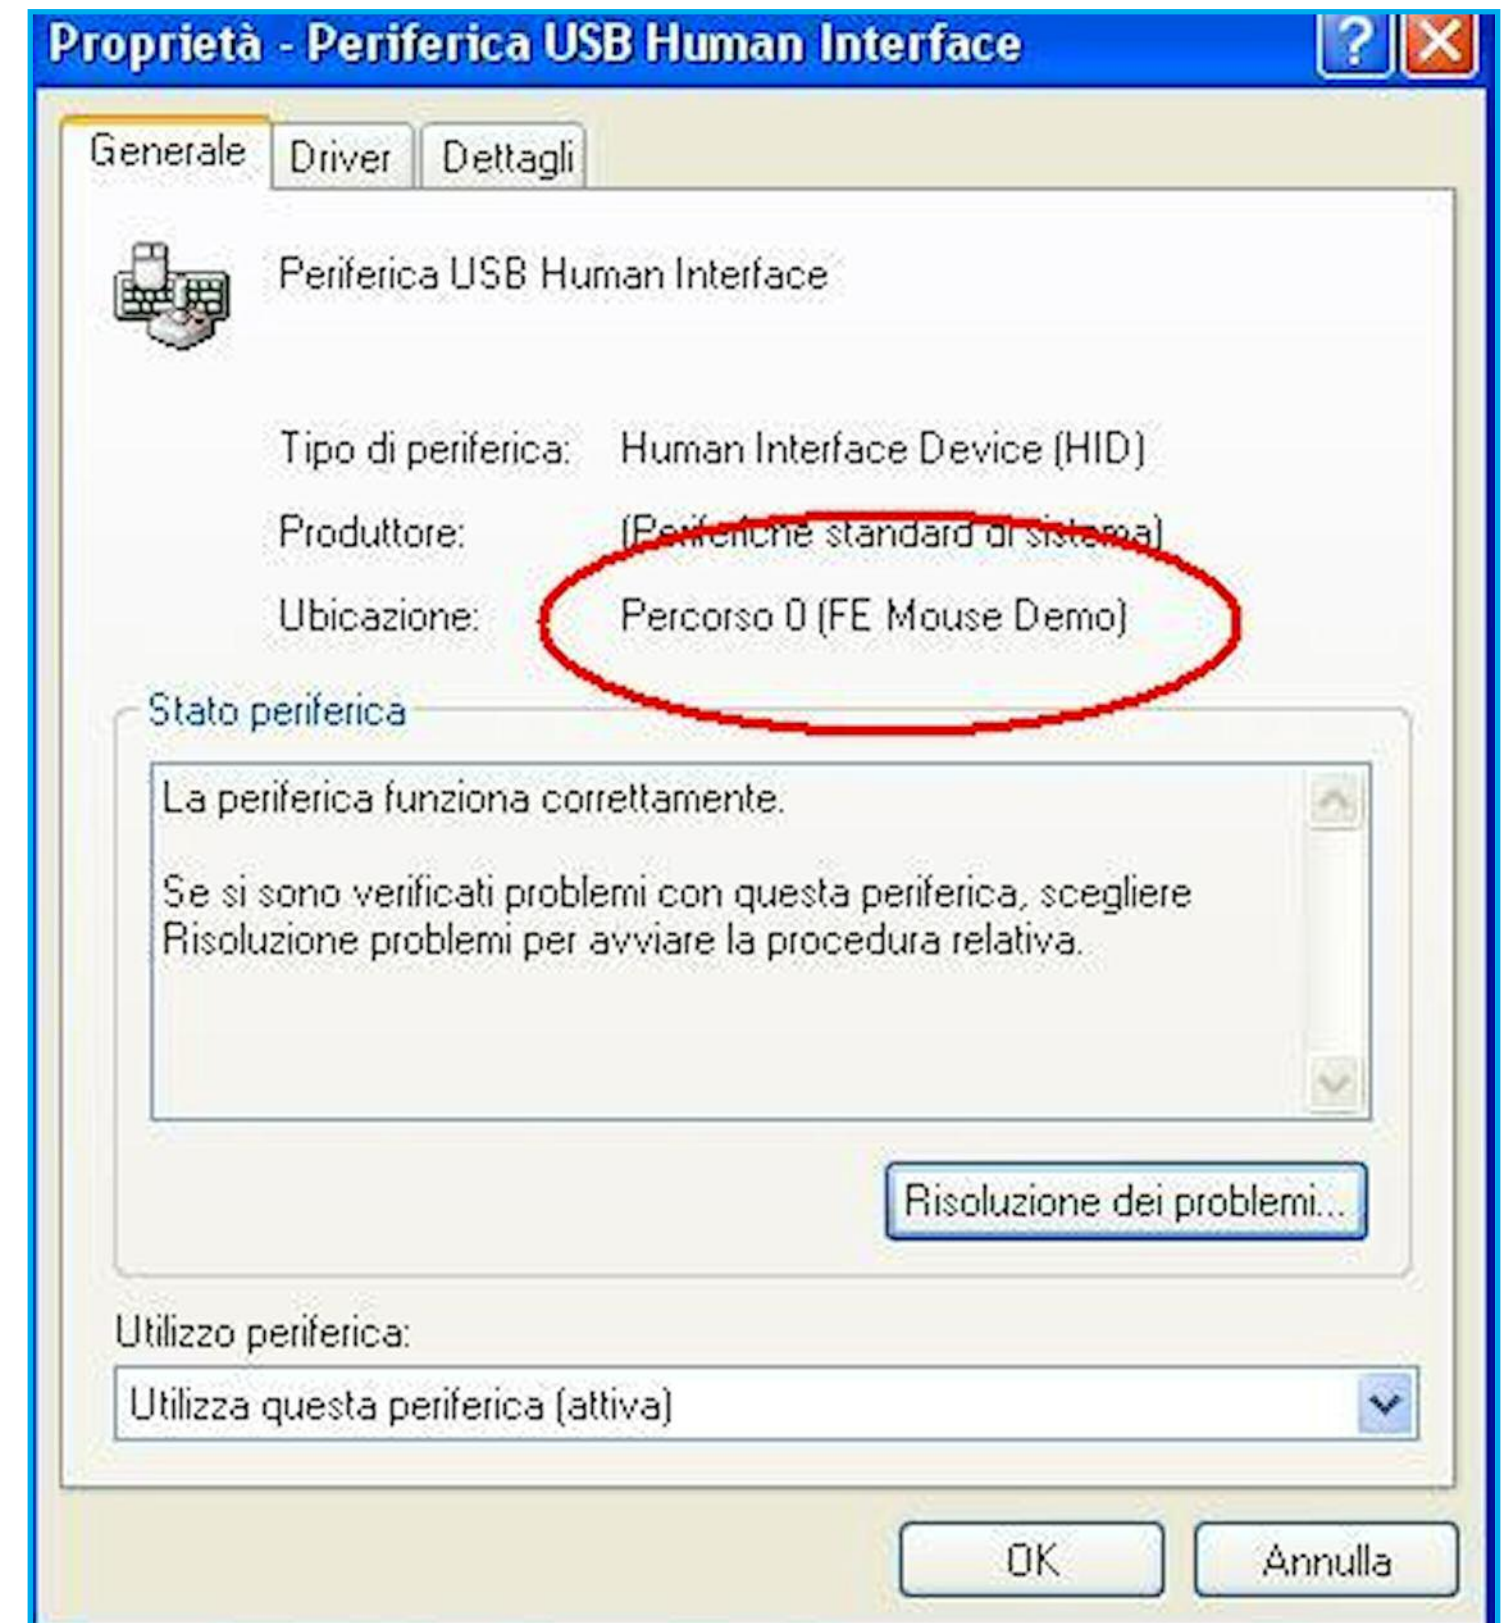 Proprietà - Periferica USB Human Interface
Generale
Driver
Dettagli
Periferica USB Human Interface
Tipo di periferica: Human Interface Device (HID)
Produttore: (Periferiche standard di sistema)
Ubicazione: Percorso 0 (FE Mouse Demo)
Stato periferica
La periferica funziona correttamente.
Se si sono verificati problemi con questa periferica, scegliere
Risoluzione problemi per avviare la procedura relativa.
Risoluzione dei problemi...
Utilizzo periferica:
Utilizza questa periferica (attiva)
OK
Annulla